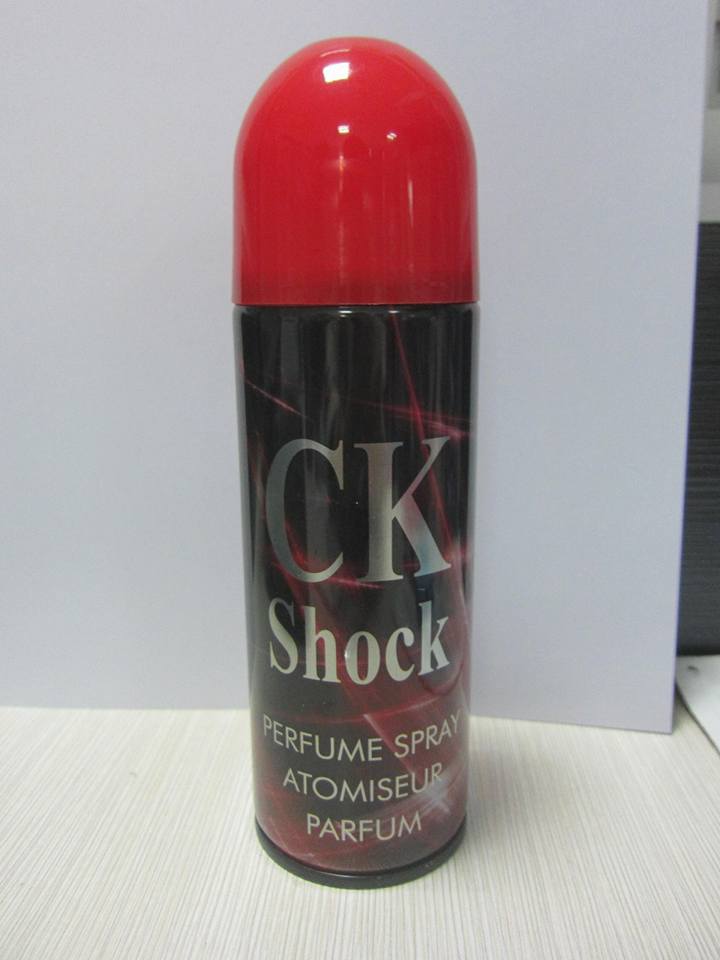 CK
Shock
PERFUME SPRAY
ATOMISEUR
PARFUM